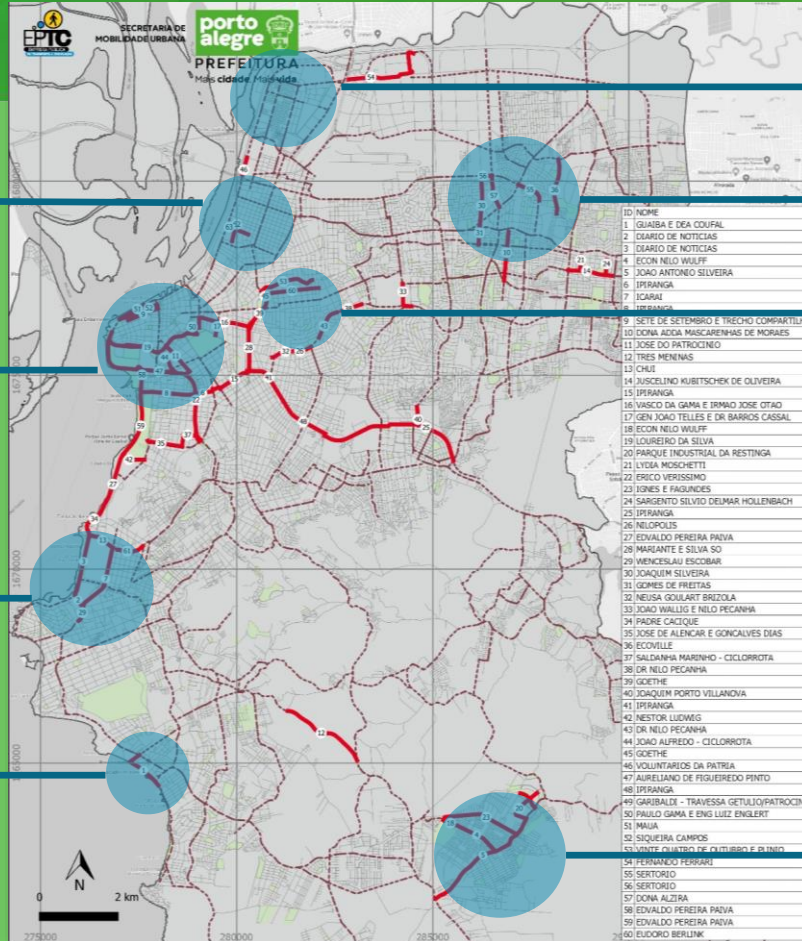 EPTC
SECRETARIA DE
MOBILIDADE URBANA
porto
alegre
PREFEITURA
Mais cidade. Mais vida
ID NOME
1 GUAIBA E DEA COUFAL
2 DIARIO DE NOTICIAS
3 DIARIO DE NOTICIAS
4 ECON NILO WULFF
5 JOAO ANTONIO SILVEIRA
6 IPIRANGA
7 ICARAI
8 IPIRANGA
9 SETE DE SETEMBRO E TRECHO COMPARTIL
10 DONA ADDA MASCARENHAS DE MORAES
11 JOSE DO PATROCINIO
12 TRES MENINAS
13 CHUI
14 JUSCELINO KUBITSCHEK DE OLIVEIRA
15 IPIRANGA
16 VASCO DA GAMA E IRMAO JOSE OTAO
17 GEN JOAO TELLES E DR BARROS CASSAL
18 ECON NILO WULFF
19 LOUREIRO DA SILVA
20 PARQUE INDUSTRIAL DA RESTINGA
21 LYDIA MOSCHETTI
22 ERICO VERISSIMO
23 IGNES E FAGUNDES
24 SARGENTO SILVIO DELMAR HOLLENBACH
25 IPIRANGA
26 NILOPOLIS
27 EDVALDO PEREIRA PAIVA
28 MARIANTE E SILVA SO
29 WENCESLAU ESCOBAR
30 JOAQUIM SILVEIRA
31 GOMES DE FREITAS
32 NEUSA GOULART BRIZOLA
33 JOAO WALLIG E NILO PECANHA
34 PADRE CACIQUE
35 JOSE DE ALENCAR E GONCALVES DIAS
36 ECOVILLE
37 SALDANHA MARINHO - CICLORROTA
38 DR NILO PECANHA
39 GOETHE
40 JOAQUIM PORTO VILLANOVA
41 IPIRANGA
42 NESTOR LUDWIG
43 DR NILO PECANHA
44 JOAO ALFREDO - CICLORROTA
45 GOETHE
46 VOLUNTARIOS DA PATRIA
47 AURELIANO DE FIGUEIREDO PINTO
48 IPIRANGA
49 GARIBALDI - TRAVESSA GETULIO/PATROCIN
50 PAULO GAMA E ENG LUIZ ENGLERT
51 MAUA
52 SIQUEIRA CAMPOS
53 VINTE QUATRO DE OUTUBRO E PLINIO
54 FERNANDO FERRARI
55 SERTORIO
56 SERTORIO
57 DONA ALZIRA
58 EDVALDO PEREIRA PAIVA
59 EDVALDO PEREIRA PAIVA
60 EUDORO BERLINK
N
0 2 km
275000 280000 285000